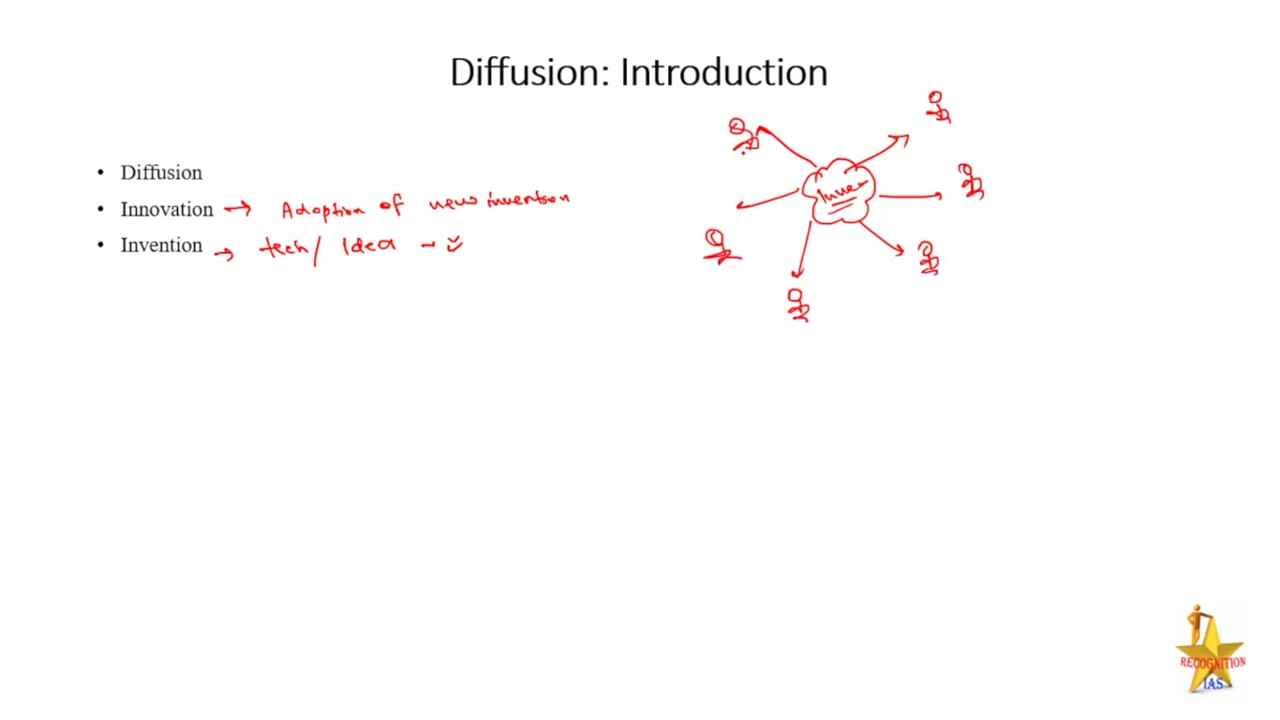 Diffusion: Introduction
• Diffusion
• Innovation → Adoption of new invention
• Invention → tech/ Idea -
RECOGNITION
IAS